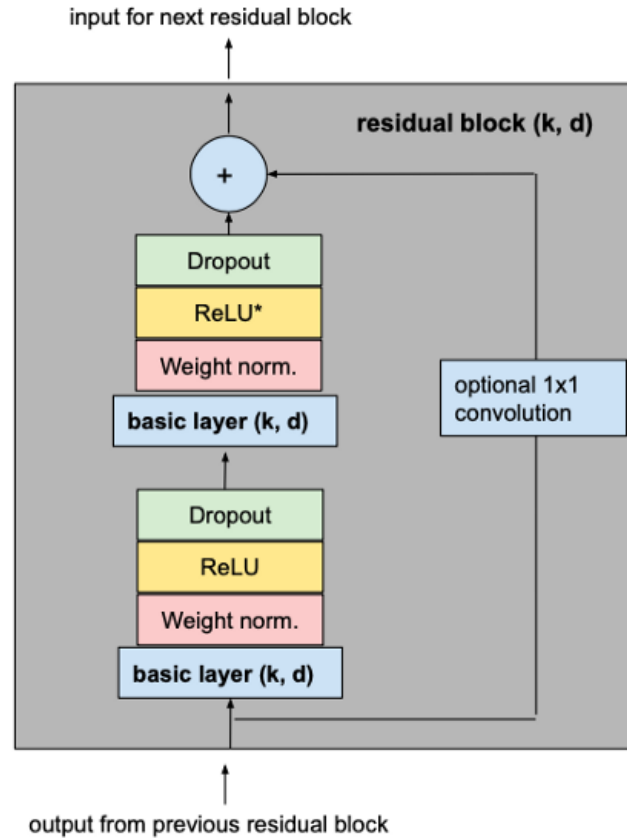 input for next residual block
residual block (k, d)
+
Dropout
ReLU*
Weight norm.
basic layer (k, d)
optional 1x1
convolution
Dropout
ReLU
Weight norm.
basic layer (k, d)
output from previous residual block